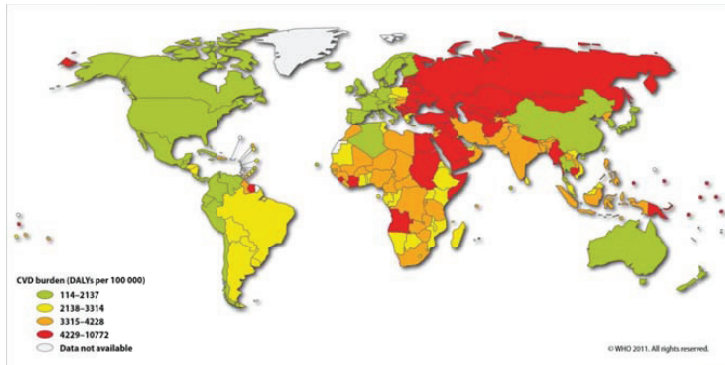 CVD burden (DALYs per 100 000)
114–2137
2138–3314
3315–4228
4229–10772
Data not available
© WHO 2011. All rights reserved.